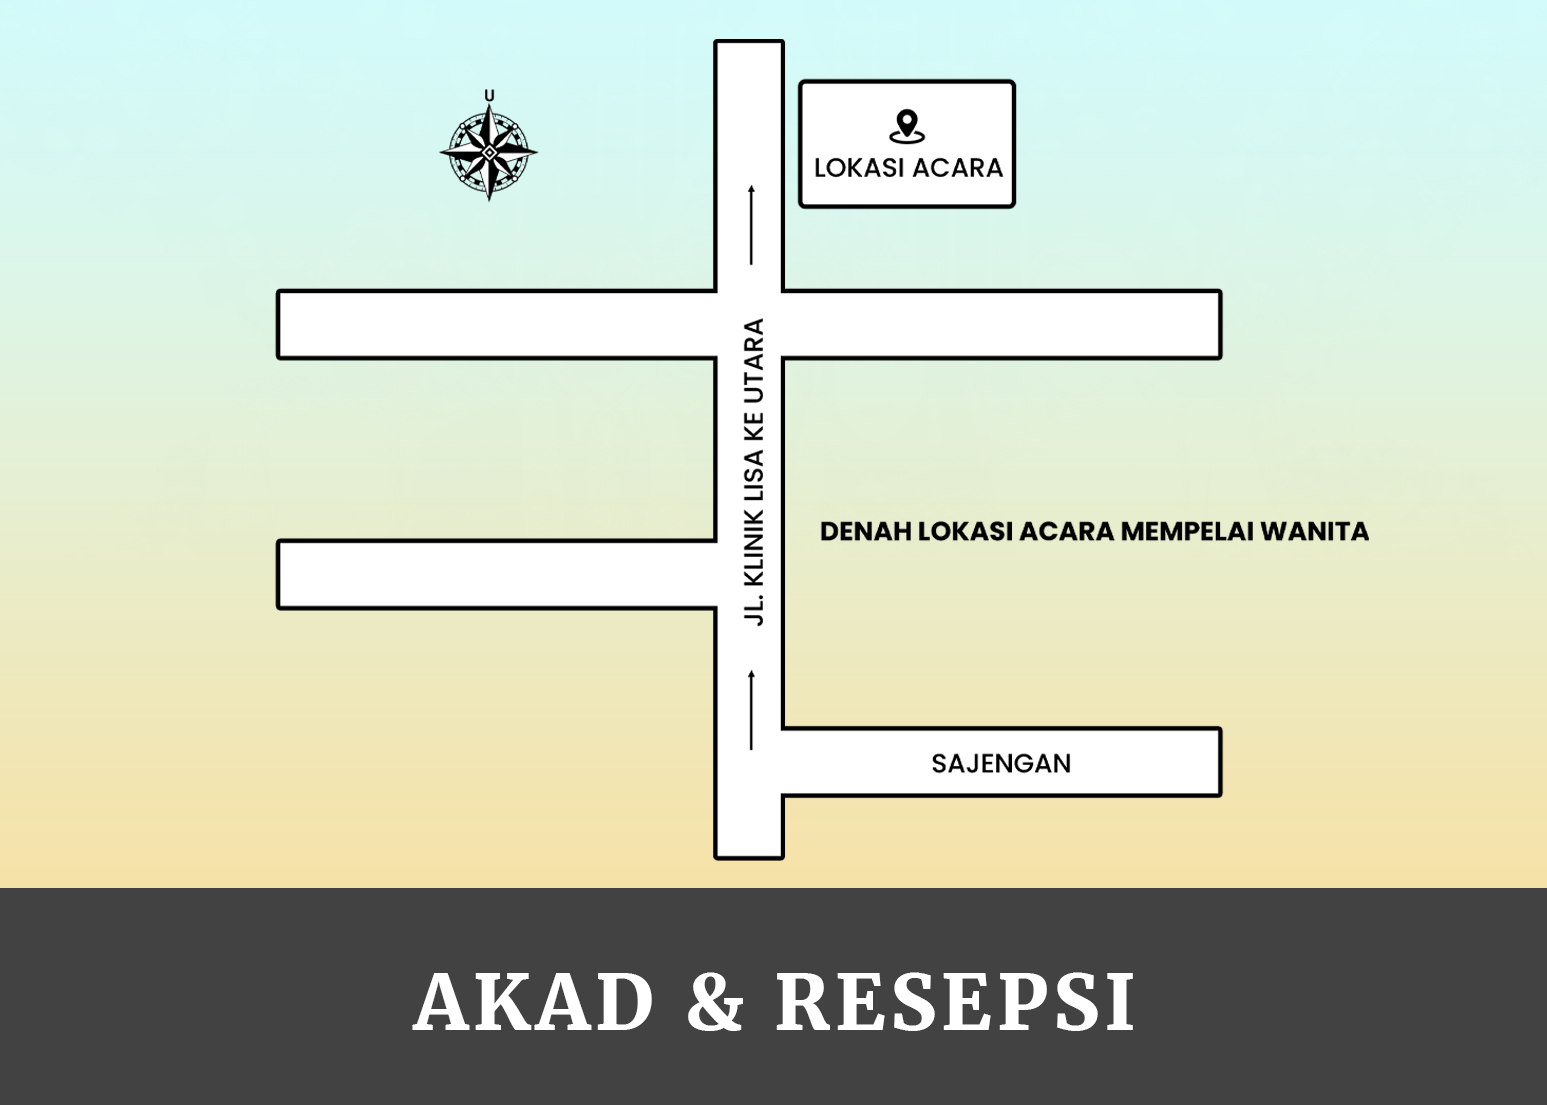 U
LOKASI ACARA
JL. KLINIK LISA KE UTARA
DENAH LOKASI ACARA MEMPELAI WANITA
SAJENGAN
AKAD & RESEPSI